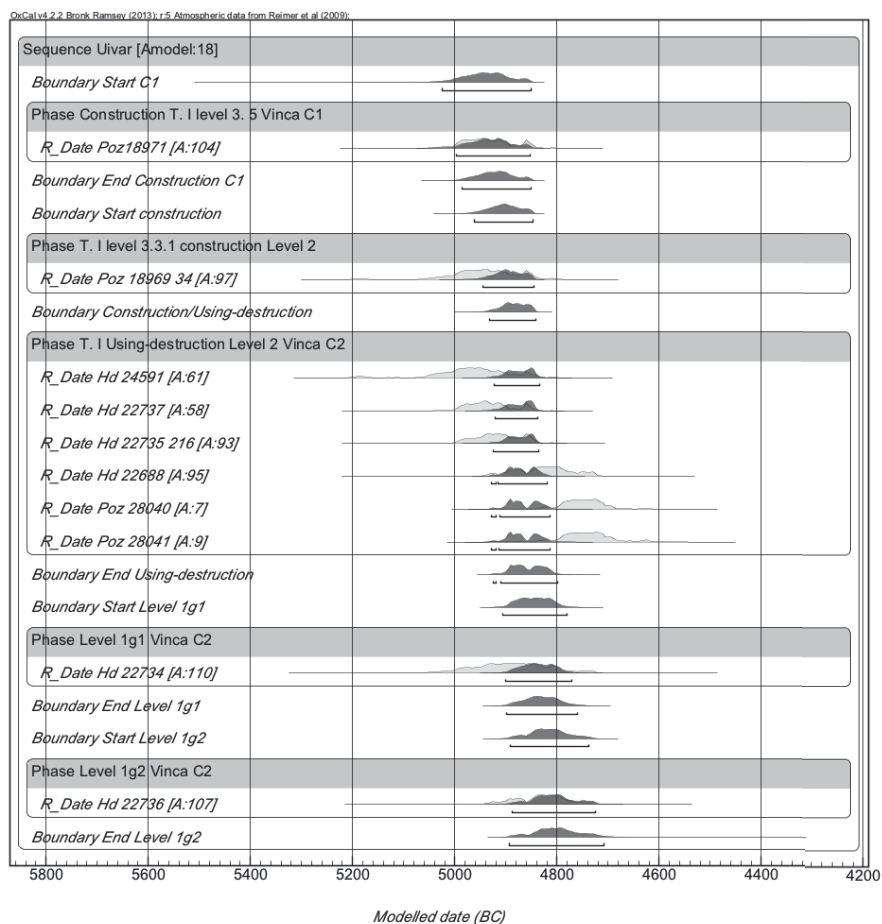 OxCal v4.2.2 Bronk Ramsey (2013); r:5 Atmospheric data from Reimer et al (2009);
Sequence Uivar [Amodel:18]
Boundary Start C1
Phase Construction T. I level 3. 5 Vinca C1
R_Date Poz18971 [A:104]
Boundary End Construction C1
Boundary Start construction
Phase T. I level 3.3.1 construction Level 2
R_Date Poz 18969 34 [A:97]
Boundary Construction/Using-destruction
Phase T. I Using-destruction Level 2 Vinca C2
R_Date Hd 24591 [A:61]
R_Date Hd 22737 [A:58]
R_Date Hd 22735 216 [A:93]
R_Date Hd 22688 [A:95]
R_Date Poz 28040 [A:7]
R_Date Poz 28041 [A:9]
Boundary End Using-destruction
Boundary Start Level 1g1
Phase Level 1g1 Vinca C2
R_Date Hd 22734 [A:110]
Boundary End Level 1g1
Boundary Start Level 1g2
Phase Level 1g2 Vinca C2
R_Date Hd 22736 [A:107]
Boundary End Level 1g2
5800 5600 5400 5200 5000 4800 4600 4400 4200
Modelled date (BC)